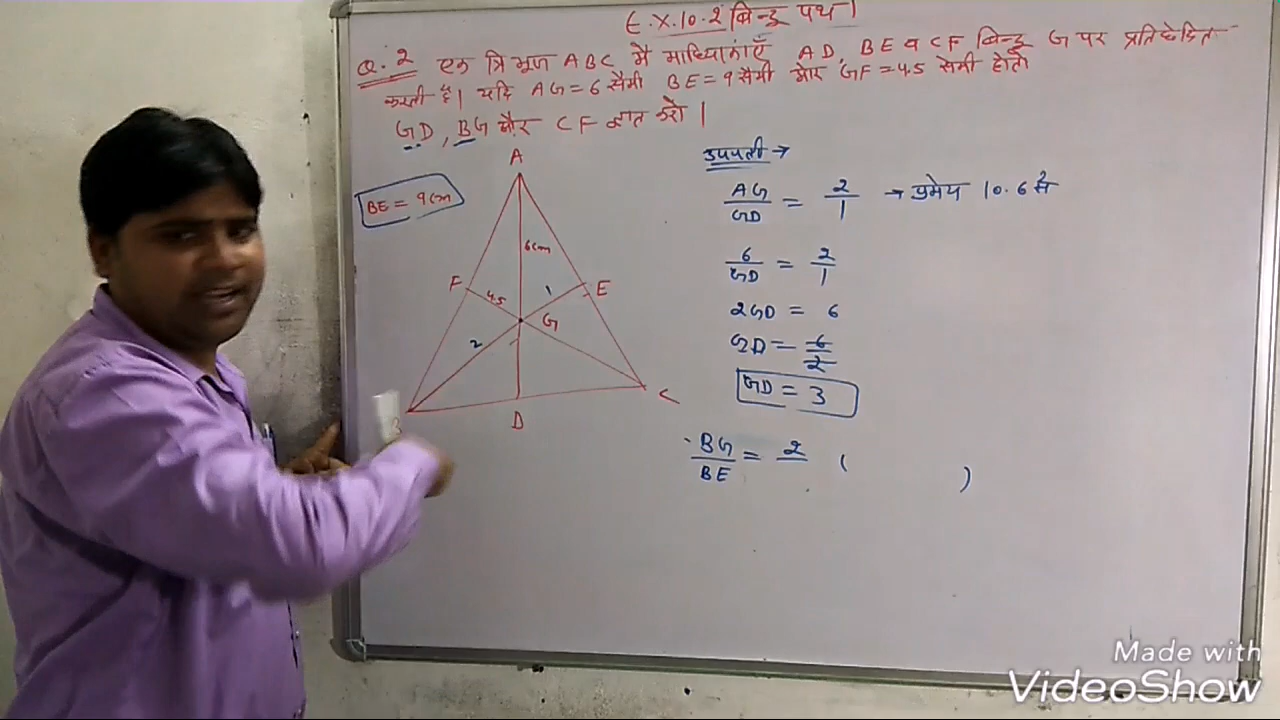 E.X.10.2 बिन्दु पथ।
Q.2 एक त्रिभुज ABC में माध्यिकाएँ AD, BE व CF बिन्दु G पर प्रतिच्छेदित
करती है। यदि AG=6 सेमी BE=9 सेमी और GF=4.5 सेमी हो तो
GD, BG और CF ज्ञात करो।
BE = 9cm
A
6cm
F
4.5
1
E
G
2
B
D
C
उपपत्ती →
AG/GD = 2/1 → प्रमेय 10.6 से
6/GD = 2/1
2GD = 6
GD = 6/2
GD = 3
BG/BE = 2 ( )
Made with
VideoShow